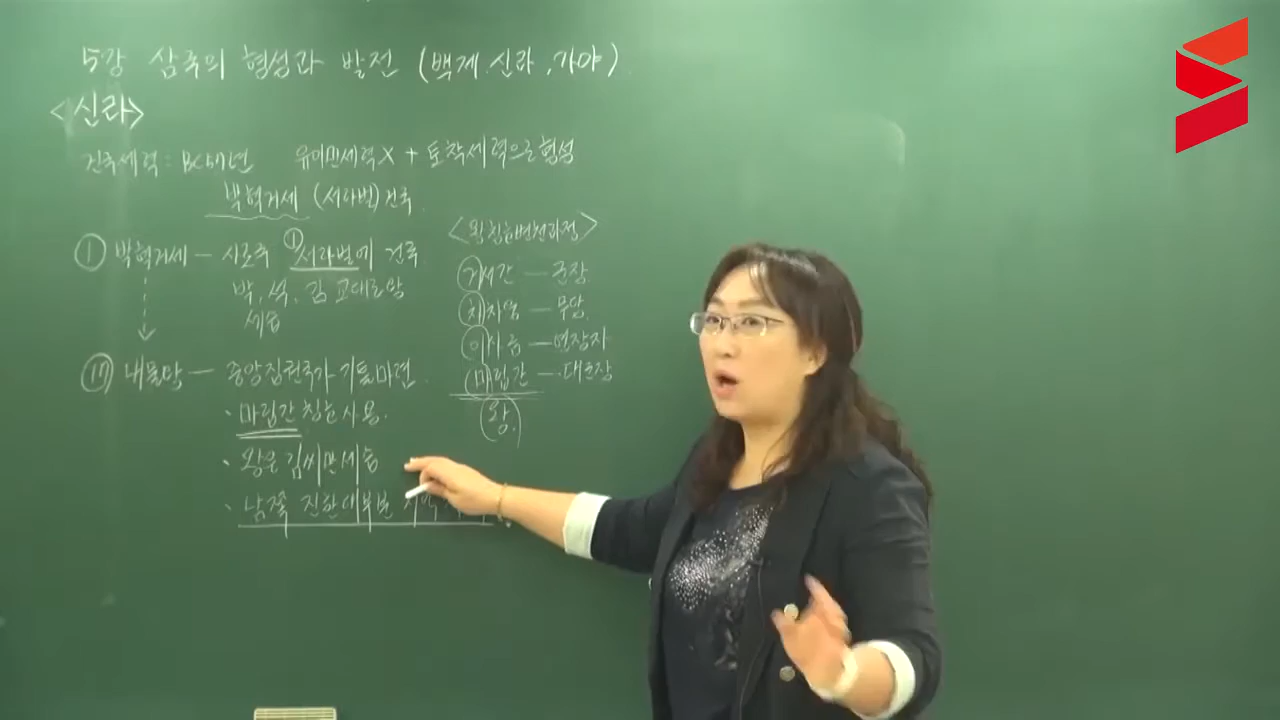 5강 삼국의 형성과 발전 (백제.신라,가야)
<신라>
건국세력 : BC57년 유이민세력X + 토착세력으로 형성
박혁거세 (서라벌)건국
<왕칭호변천과정>
① 박혁거세 — 사로국 ①서라벌에 건국
박, 석, 김 교대로 왕
세습
거서간 — 군장
차차웅 — 무당
이사금 — 연장자
마립간 — 대군장
(왕.)
⑰ 내물왕 — 중앙집권국가 기틀마련
· 마립간 칭호사용.
· 왕은 김씨만세습
· 남쪽 진한대부분 지역